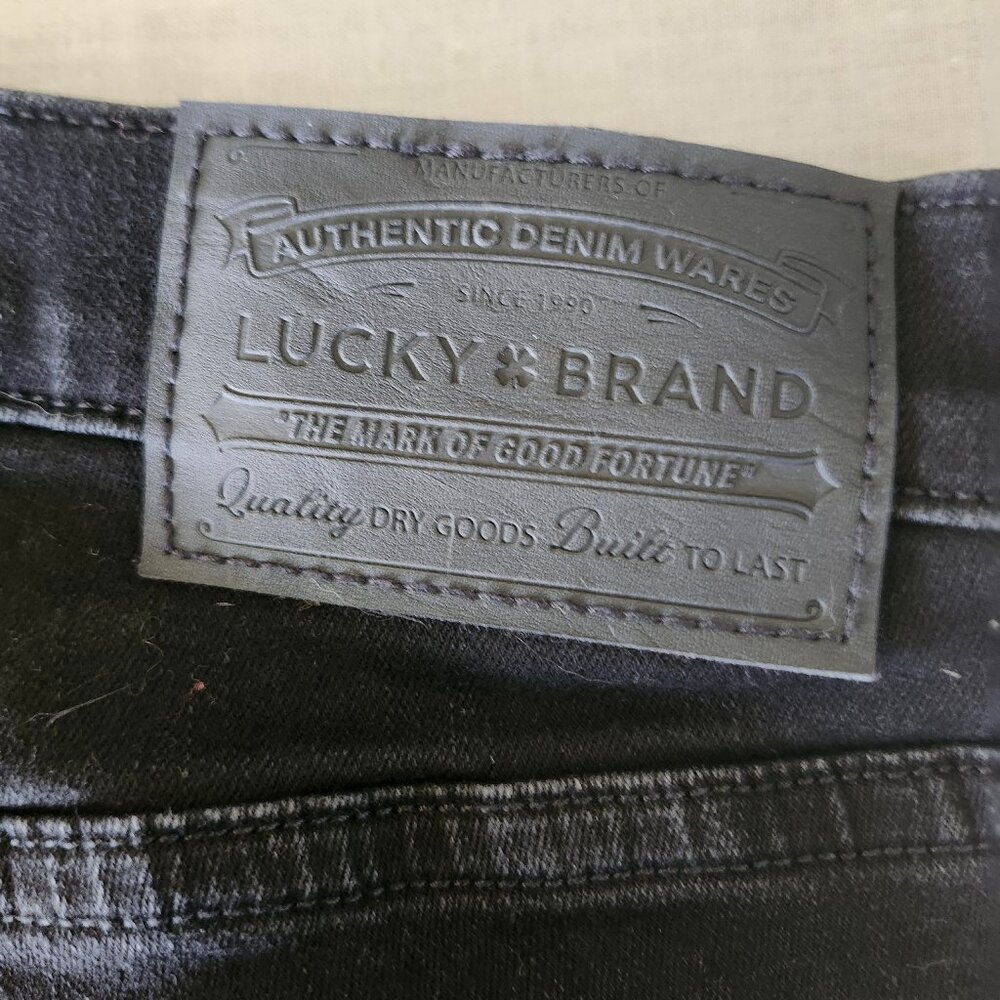 MANUFACTURERS OF
AUTHENTIC DENIM WARES
SINCE 1990
LUCKY BRAND
"THE MARK OF GOOD FORTUNE"
Quality DRY GOODS Built TO LAST